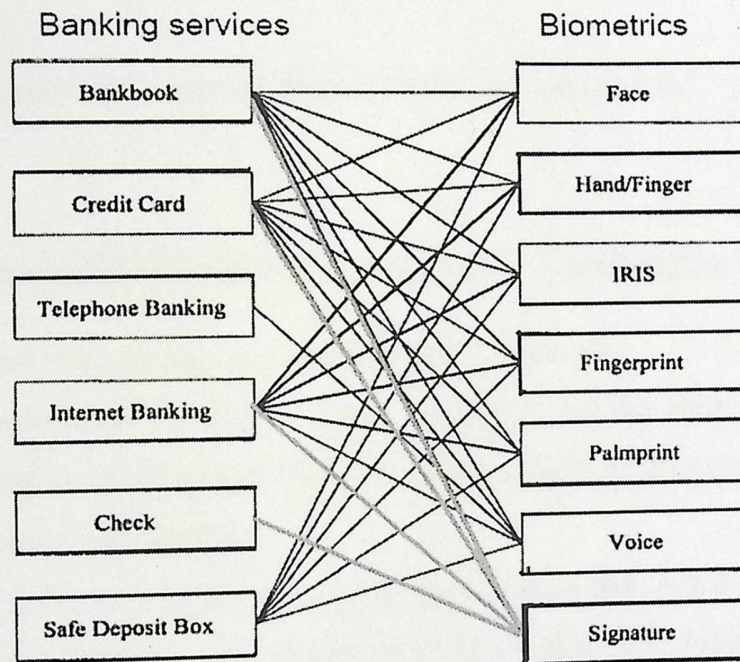 Banking services
Biometrics
Bankbook
Face
Credit Card
Hand/Finger
Telephone Banking
IRIS
Internet Banking
Fingerprint
Check
Palmprint
Safe Deposit Box
Voice
Signature